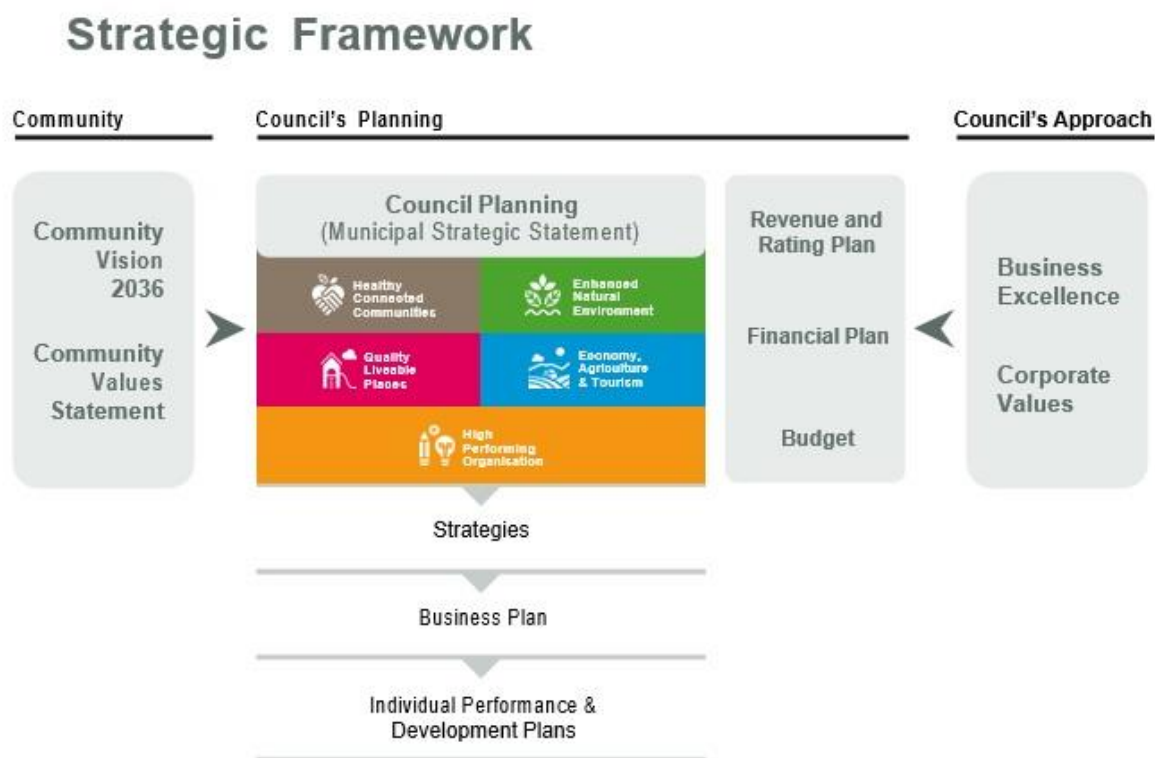 Strategic Framework
Community
Council's Planning
Council's Approach
Community
Vision
2036
Community
Values
Statement
Council Planning
(Municipal Strategic Statement)
Healthy
Connected
Communities
Enhanced
Natural
Environment
Quality
Liveable
Places
Economy,
Agriculture
& Tourism
High
Performing
Organisation
Revenue and
Rating Plan
Financial Plan
Budget
Business
Excellence
Corporate
Values
Strategies
Business Plan
Individual Performance &
Development Plans